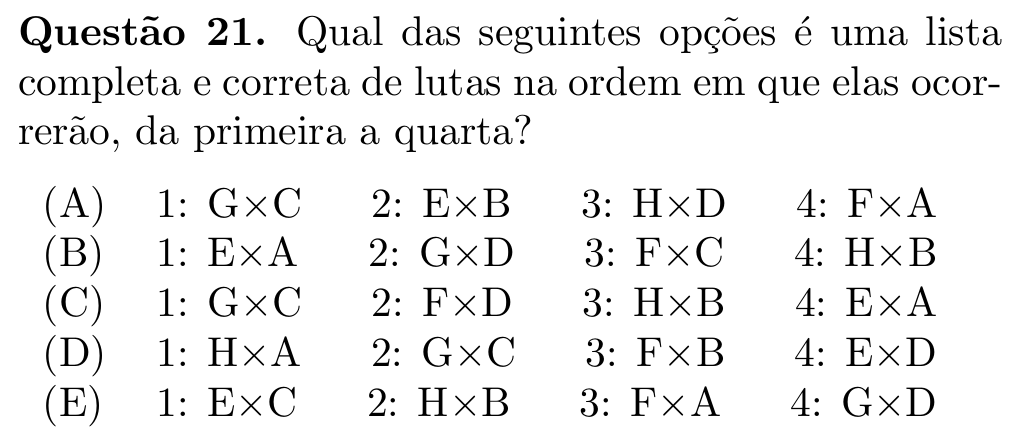 Questão 21. Qual das seguintes opções é uma lista
completa e correta de lutas na ordem em que elas ocor-
rerão, da primeira a quarta?
(A) 1: G×C 2: E×B 3: H×D 4: F×A
(B) 1: E×A 2: G×D 3: F×C 4: H×B
(C) 1: G×C 2: F×D 3: H×B 4: E×A
(D) 1: H×A 2: G×C 3: F×B 4: E×D
(E) 1: E×C 2: H×B 3: F×A 4: G×D